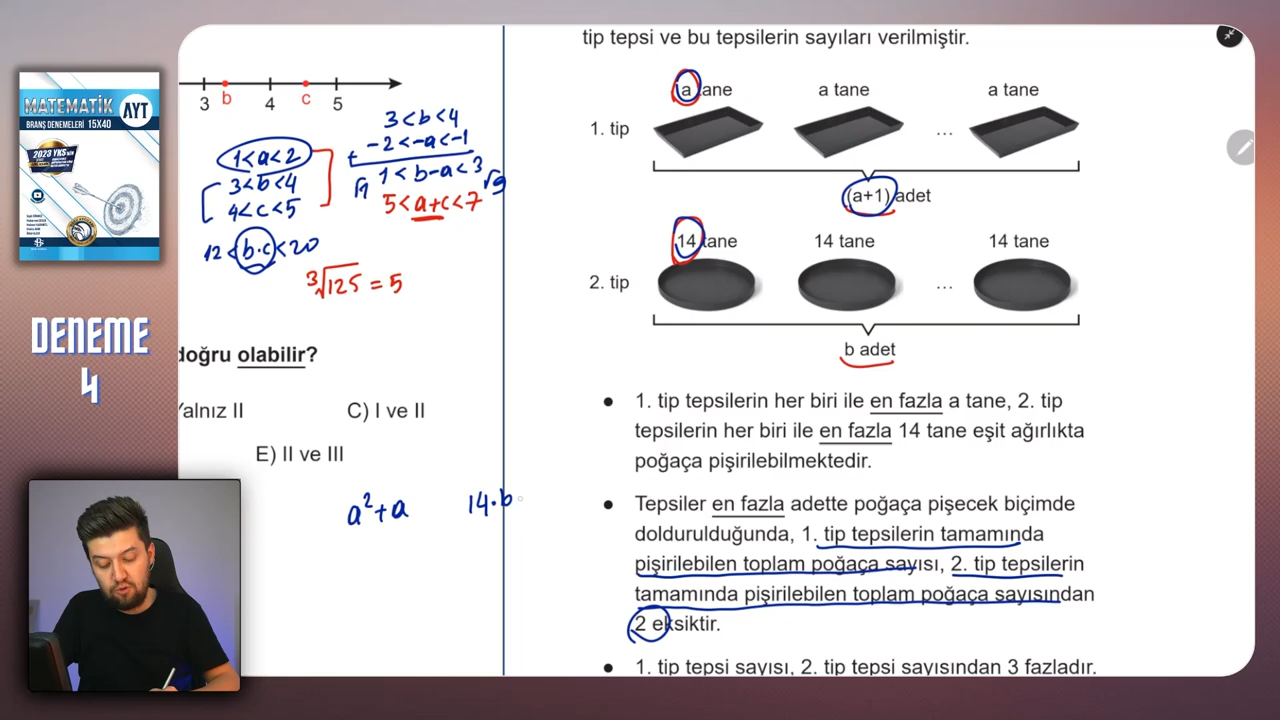 MATEMATİK
AYT
BRANŞ DENEMELERİ 15X40
2023 YKS'NİN
DENEME
4
3 b 4 c 5
1<a<2
3<b<4
4<c<5
12<b·c<20
3<b<4
-2<-a<-1
+
√1 1<b-a<3 √9
5<a+c<7
³√125 = 5
doğru olabilir?
Yalnız II C) I ve II
E) II ve III
a²+a 14·b
tip tepsi ve bu tepsilerin sayıları verilmiştir.
a tane a tane a tane
1. tip ...
(a+1) adet
14 tane 14 tane 14 tane
2. tip ...
b adet
● 1. tip tepsilerin her biri ile en fazla a tane, 2. tip
tepsilerin her biri ile en fazla 14 tane eşit ağırlıkta
poğaça pişirilebilmektedir.
● Tepsiler en fazla adette poğaça pişecek biçimde
doldurulduğunda, 1. tip tepsilerin tamamında
pişirilebilen toplam poğaça sayısı, 2. tip tepsilerin
tamamında pişirilebilen toplam poğaça sayısından
2 eksiktir.
● 1. tip tepsi sayısı, 2. tip tepsi sayısından 3 fazladır.